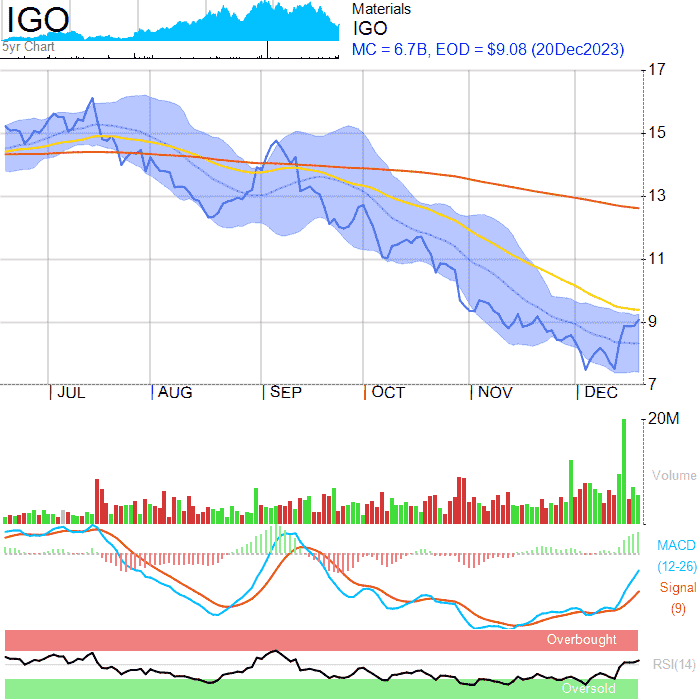 IGO
5yr Chart
Materials
IGO
MC = 6.7B, EOD = $9.08 (20Dec2023)
17
15
13
11
9
7
JUL AUG SEP OCT NOV DEC
20M
Volume
MACD
(12-26)
Signal
(9)
Overbought
RSI(14)
Oversold